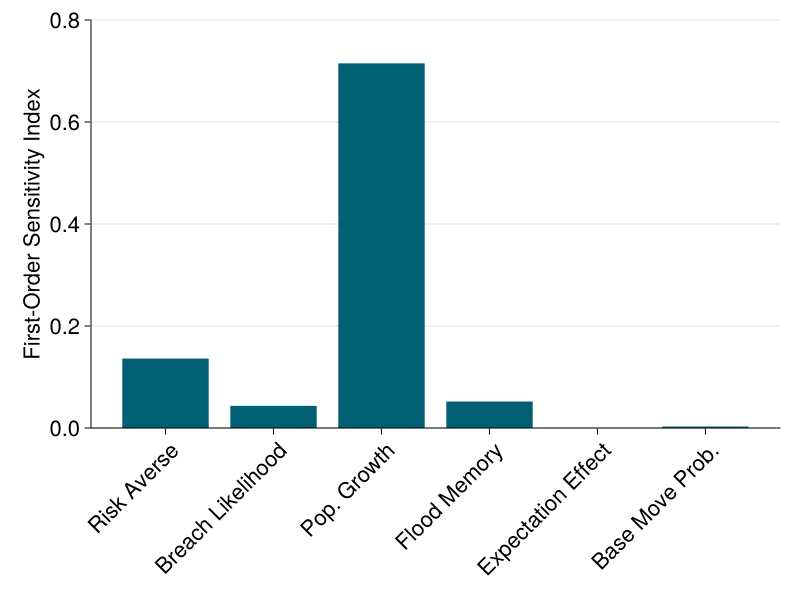 First-Order Sensitivity Index
0.8
0.6
0.4
0.2
0.0
Risk Averse
Breach Likelihood
Pop. Growth
Flood Memory
Expectation Effect
Base Move Prob.